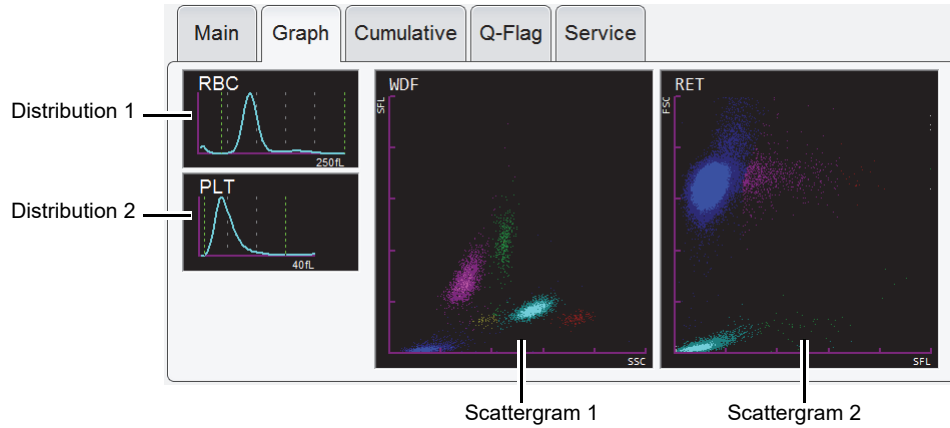 Main
Graph
Cumulative
Q-Flag
Service
Distribution 1
RBC
250fL
Distribution 2
PLT
40fL
WDF
SFL
SSC
RET
FSC
SFL
Scattergram 1
Scattergram 2